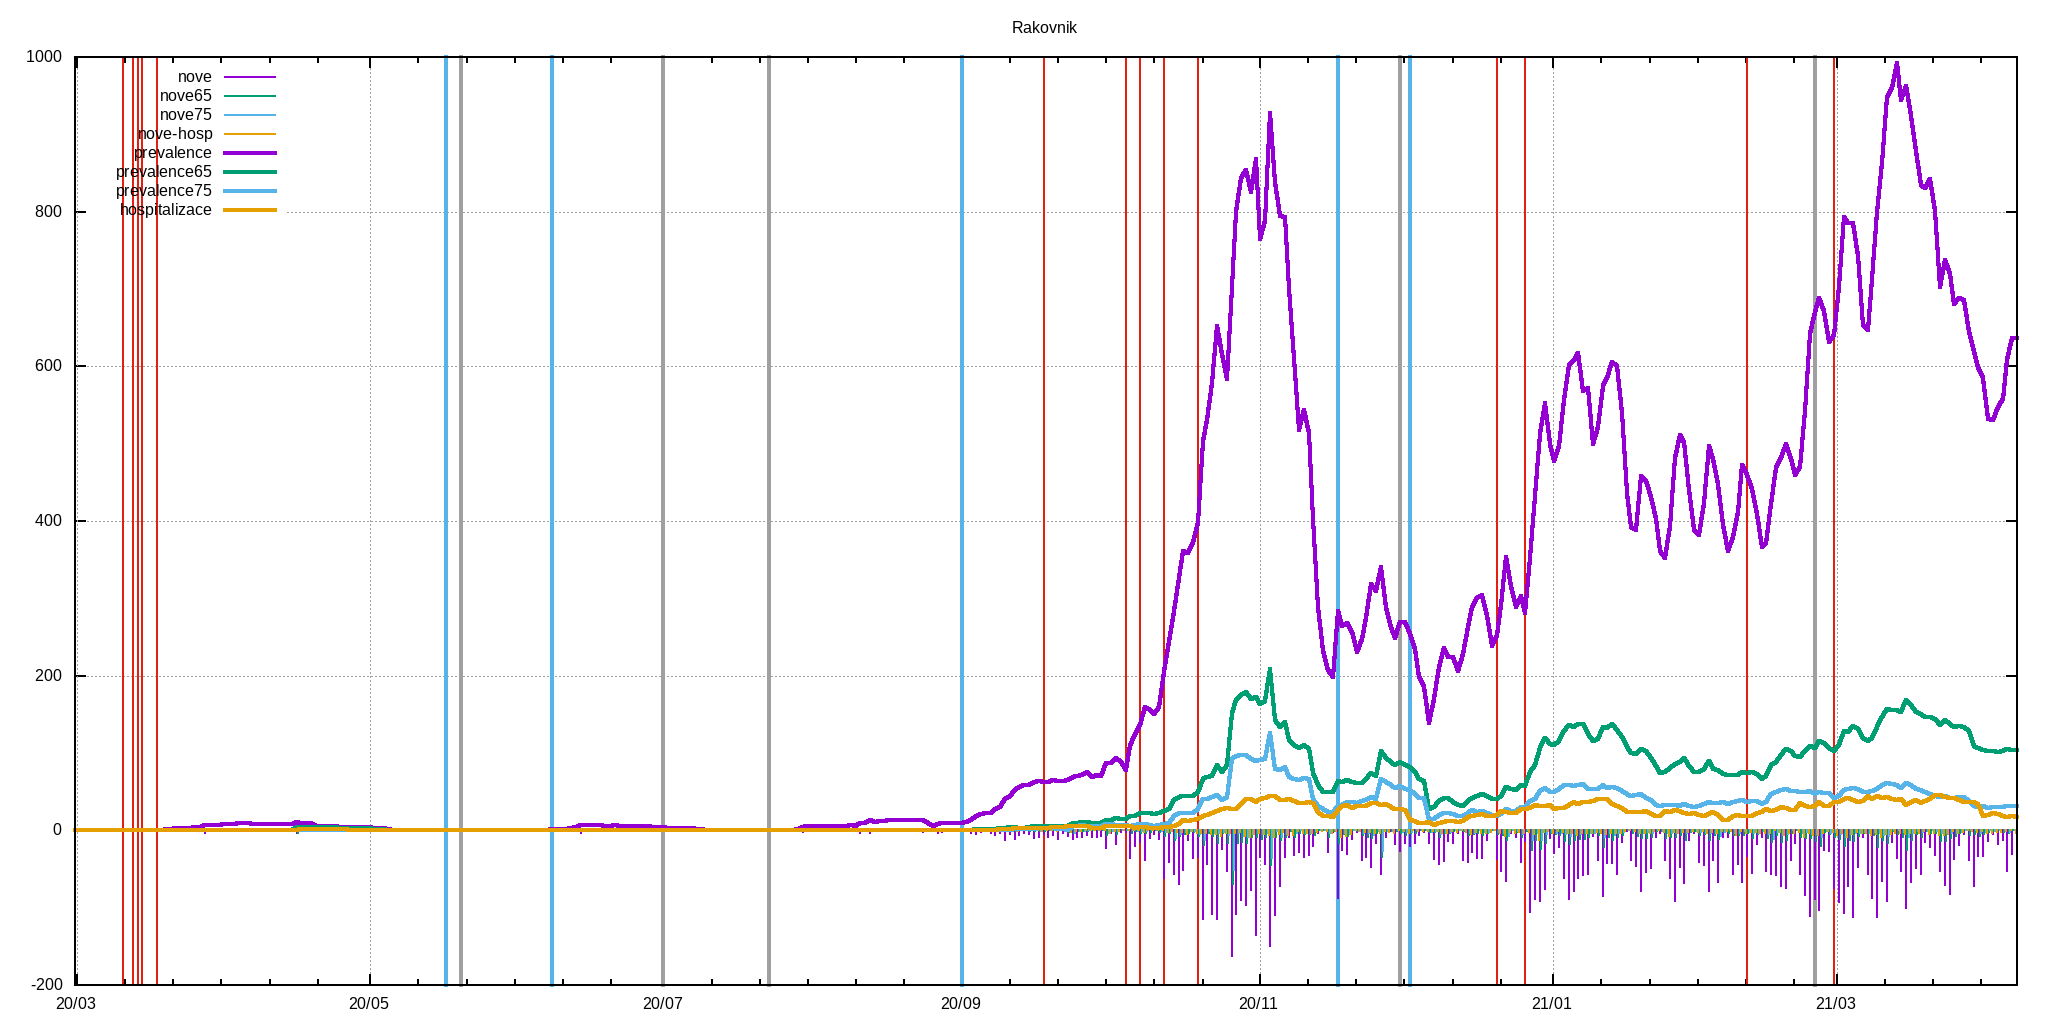 Rakovnik
1000
800
600
400
200
0
-200
nove
nove65
nove75
nove-hosp
prevalence
prevalence65
prevalence75
hospitalizace
20/03 20/05 20/07 20/09 20/11 21/01 21/03